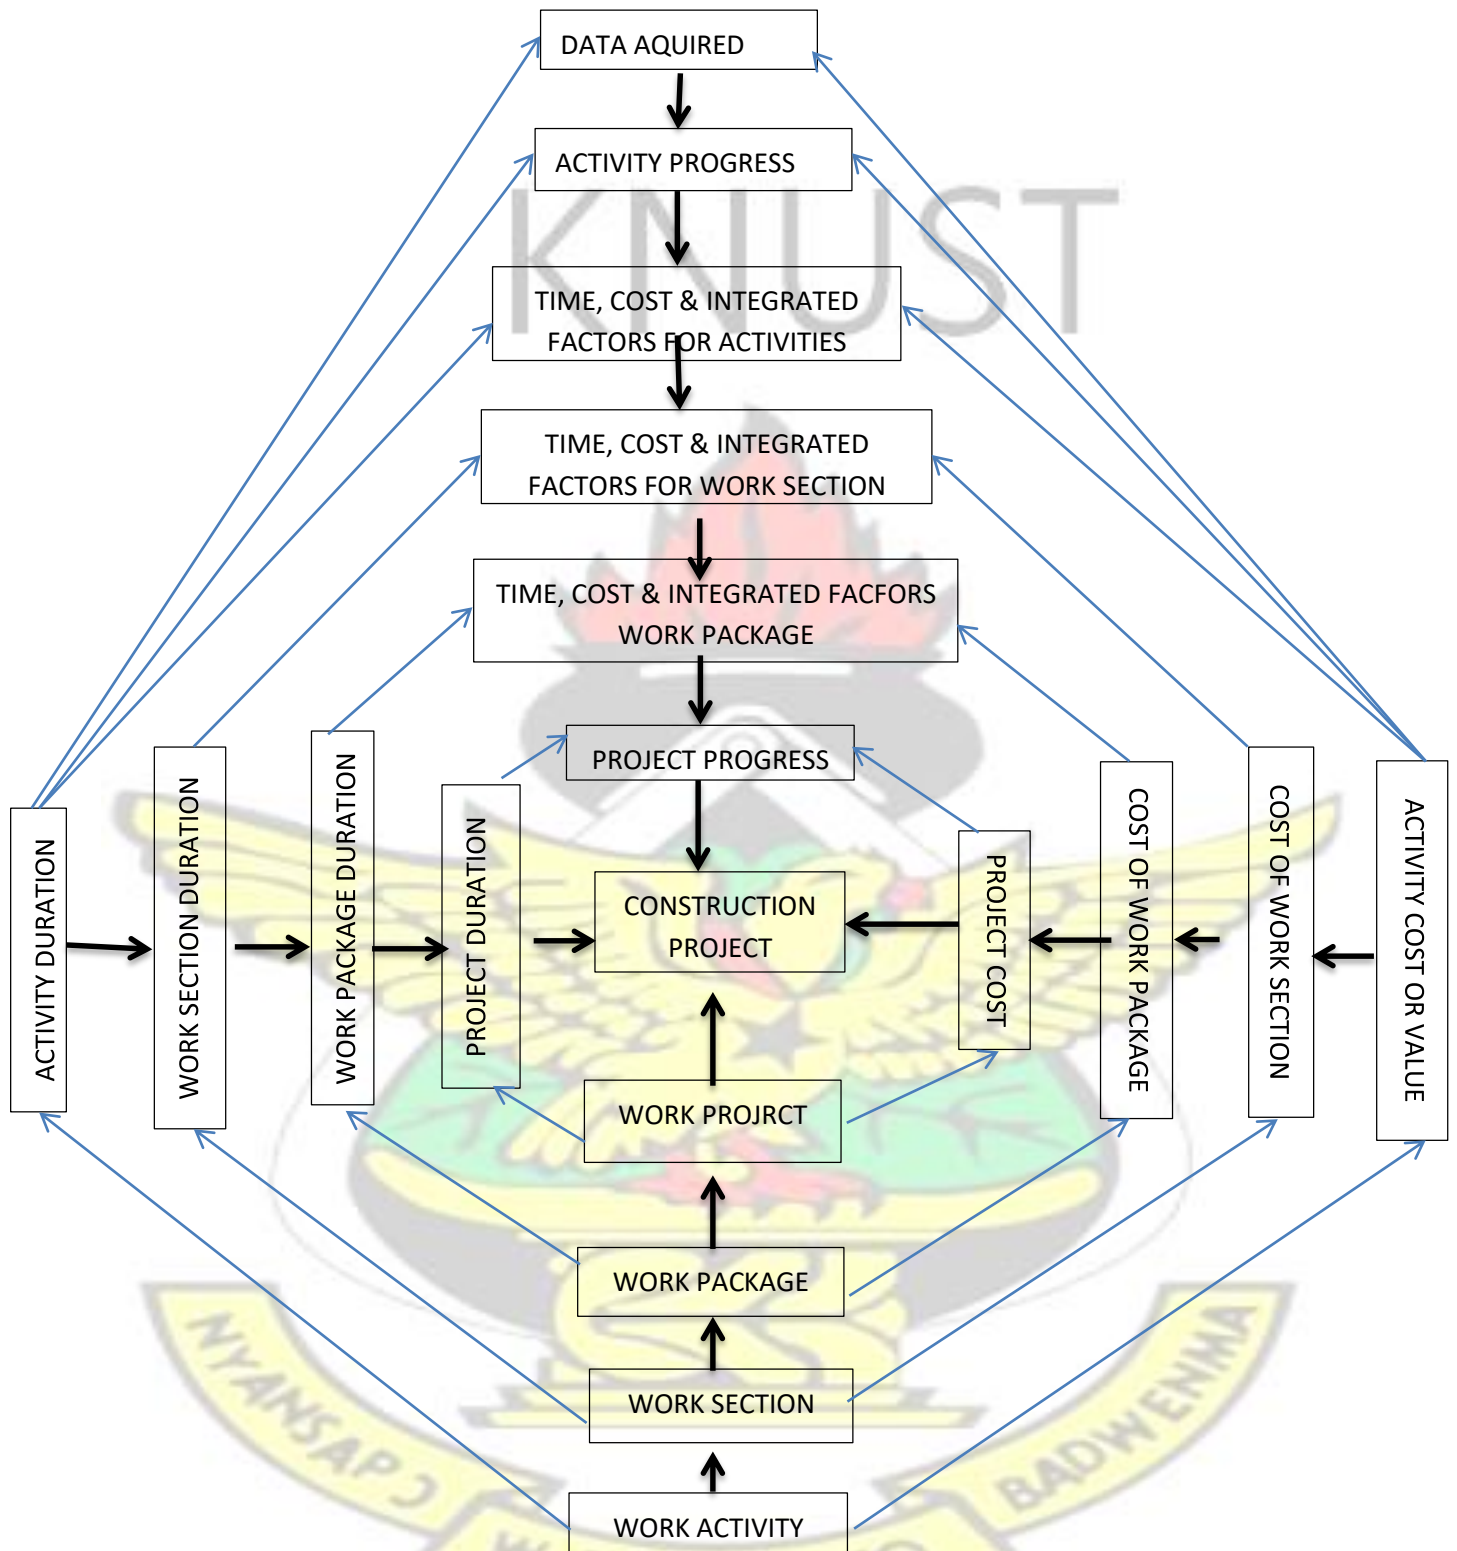 DATA AQUIRED
ACTIVITY PROGRESS
KNUST
TIME, COST & INTEGRATED
FACTORS FOR ACTIVITIES
TIME, COST & INTEGRATED
FACTORS FOR WORK SECTION
TIME, COST & INTEGRATED FACFORS
WORK PACKAGE
PROJECT PROGRESS
ACTIVITY DURATION
WORK SECTION DURATION
WORK PACKAGE DURATION
PROJECT DURATION
CONSTRUCTION
PROJECT
PROJECT COST
COST OF WORK PACKAGE
COST OF WORK SECTION
ACTIVITY COST OR VALUE
WORK PROJRCT
WORK PACKAGE
WORK SECTION
WORK ACTIVITY
NYANSAPƆ
BADWENMA